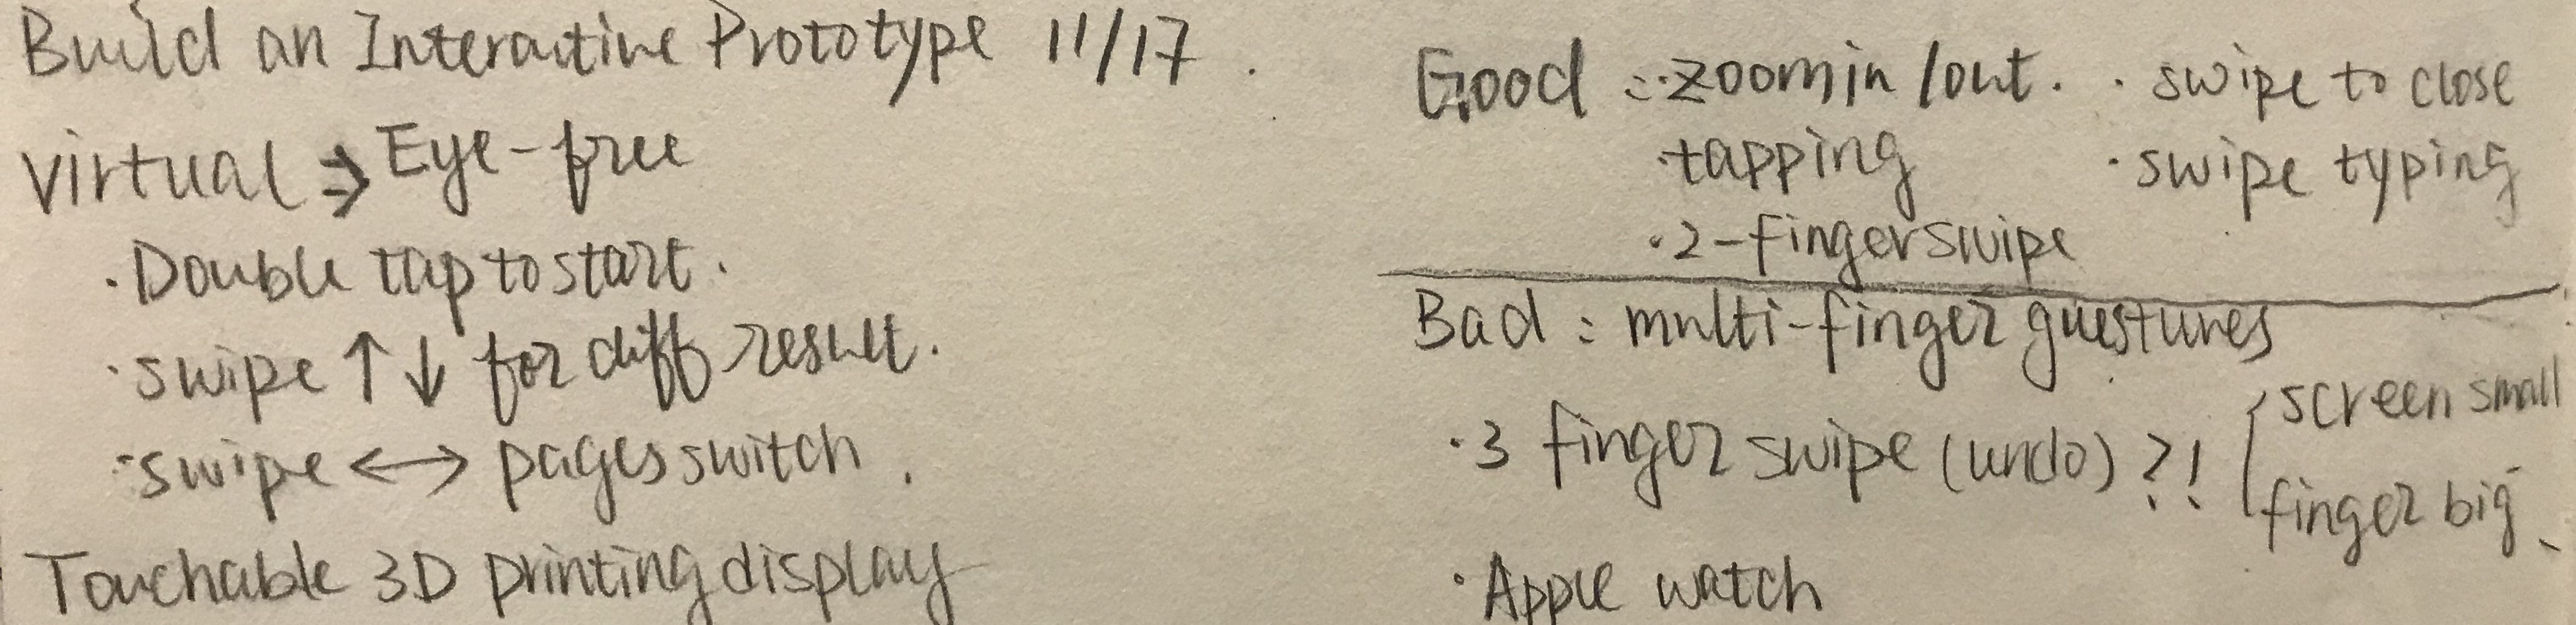 Build an Interactive Prototype 11/17.
Virtual ⇒ Eye-free
·Double tap to start.
·swipe ↑↓ for diff result.
·swipe ⟷ pages switch.
Touchable 3D printing display
Good : ·zoom in /out. · swipe to close
·tapping ·swipe typing
·2-finger swipe
Bad : multi-finger guestures
·3 finger swipe (undo) ?! { screen small
finger big
·Apple watch